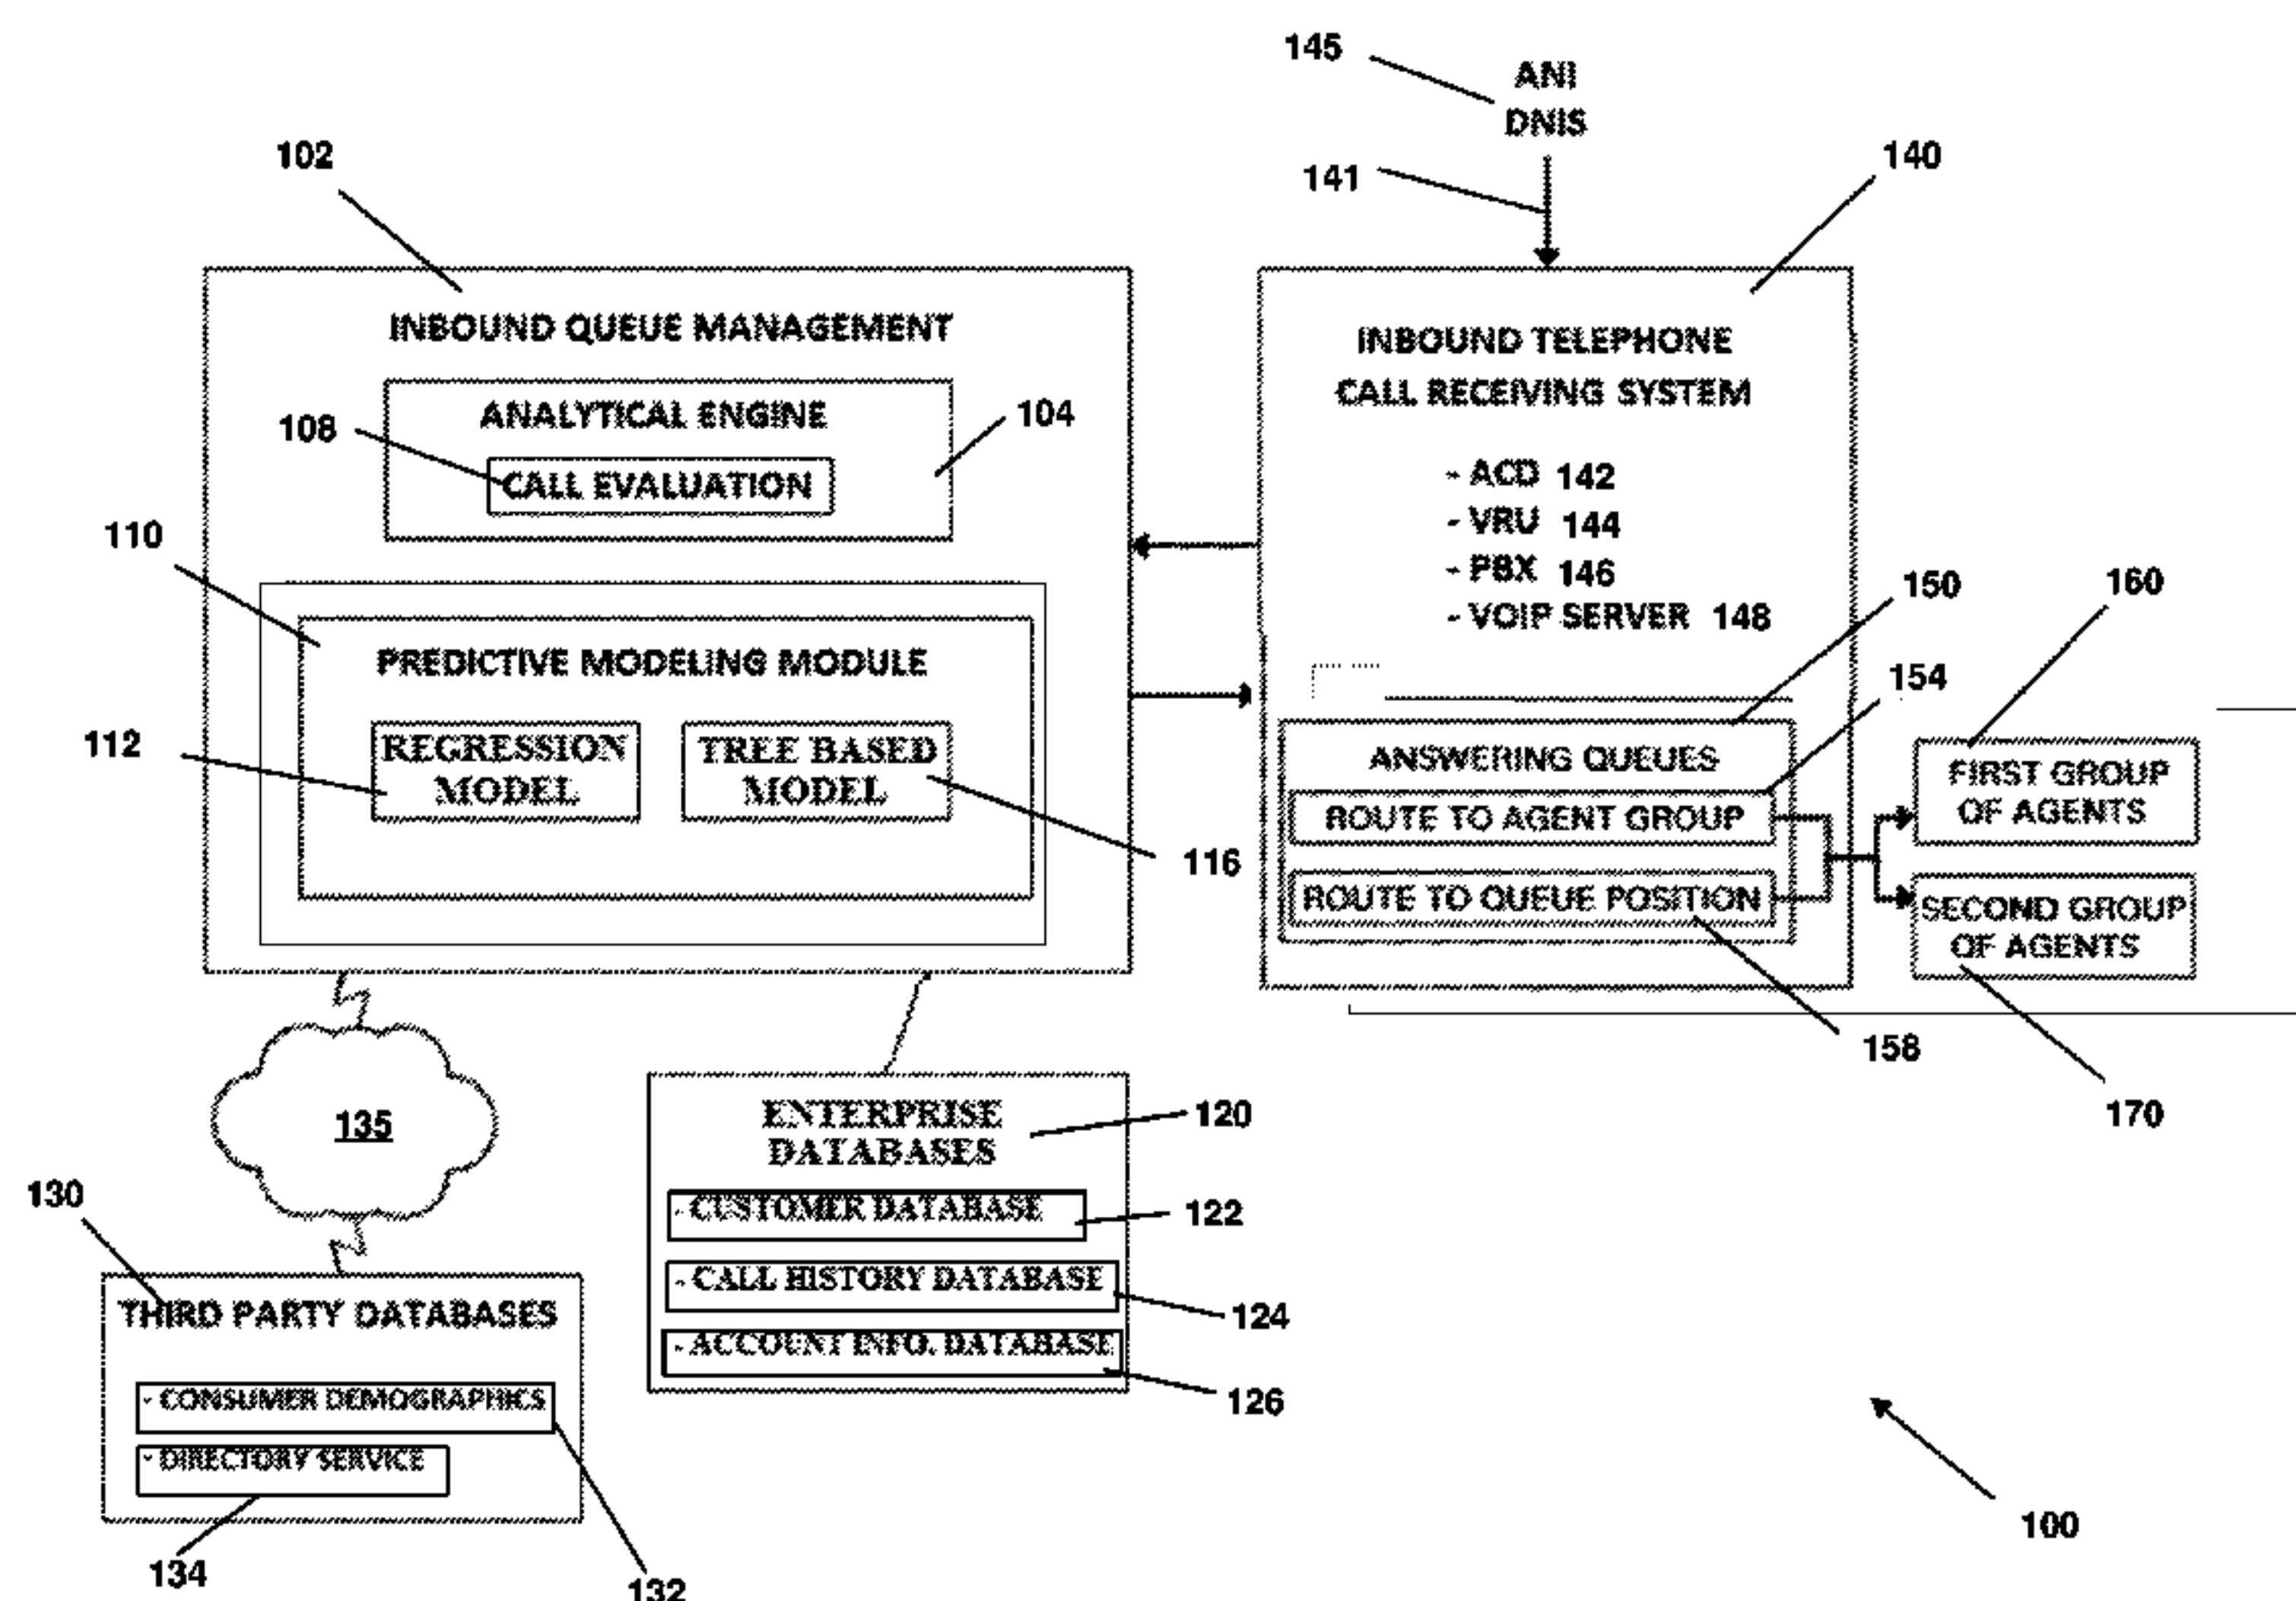 145
ANI
DNIS
102
141
140
INBOUND QUEUE MANAGEMENT
ANALYTICAL ENGINE
108
104
CALL EVALUATION
110
PREDICTIVE MODELING MODULE
112
REGRESSION
MODEL
TREE BASED
MODEL
116
INBOUND TELEPHONE
CALL RECEIVING SYSTEM
- ACD 142
- VRU 144
- PBX 146
- VOIP SERVER 148
150
154
160
ANSWERING QUEUES
ROUTE TO AGENT GROUP
ROUTE TO QUEUE POSITION
FIRST GROUP
OF AGENTS
SECOND GROUP
OF AGENTS
158
170
135
130
THIRD PARTY DATABASES
- CONSUMER DEMOGRAPHICS
- DIRECTORY SERVICE
134
132
ENTERPRISE
DATABASES
120
- CUSTOMER DATABASE
122
- CALL HISTORY DATABASE
124
- ACCOUNT INFO. DATABASE
126
100